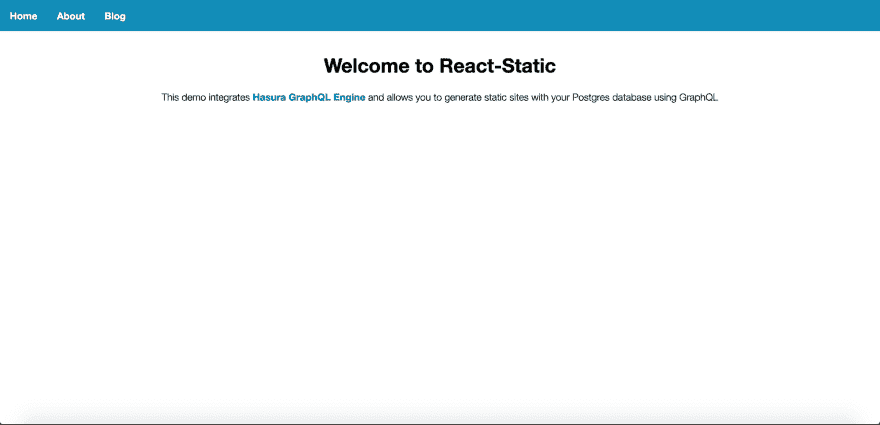 Home About Blog
Welcome to React-Static
This demo integrates Hasura GraphQL Engine and allows you to generate static sites with your Postgres database using GraphQL